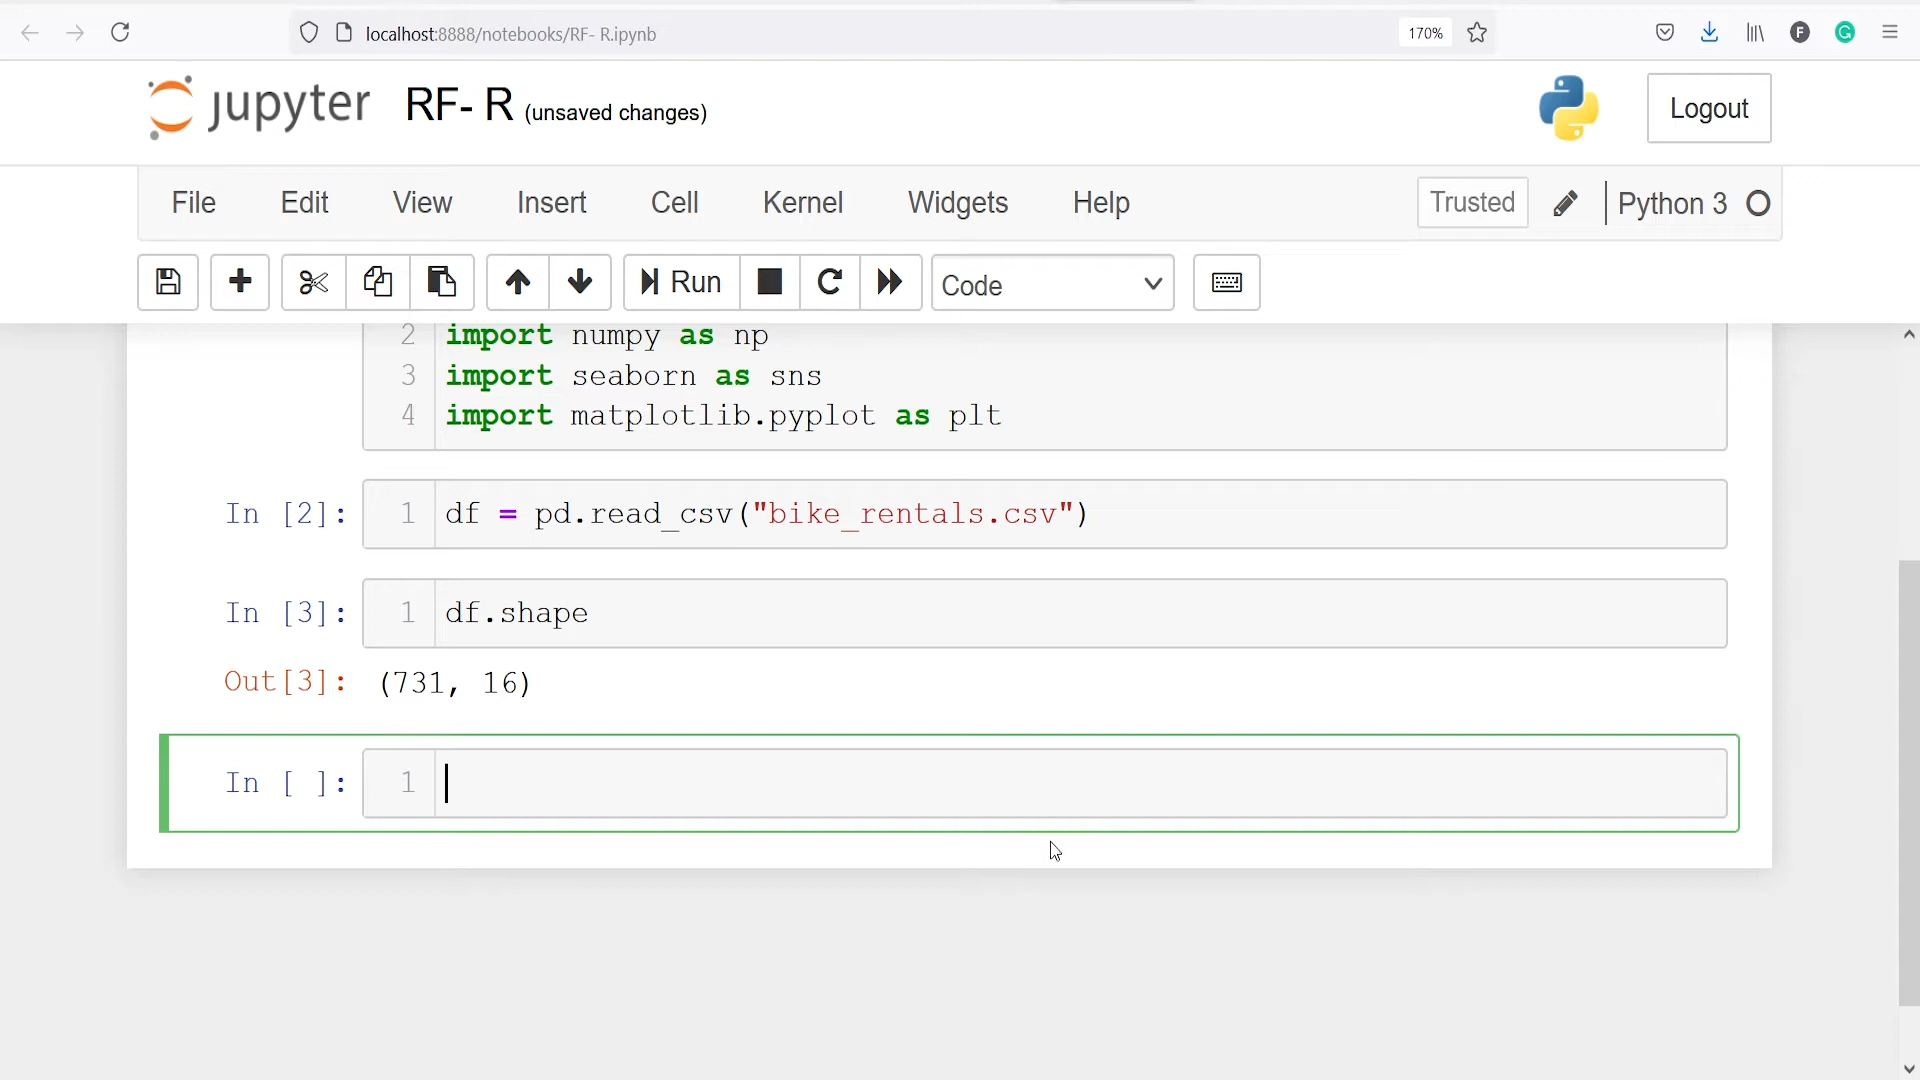 localhost:8888/notebooks/RF- R.ipynb 170% F G
jupyter RF- R (unsaved changes) Logout
File Edit View Insert Cell Kernel Widgets Help Trusted Python 3
Run Code
2 import numpy as np
3 import seaborn as sns
4 import matplotlib.pyplot as plt
In [2]: 1 df = pd.read_csv("bike_rentals.csv")
In [3]: 1 df.shape
Out[3]: (731, 16)
In [ ]: 1